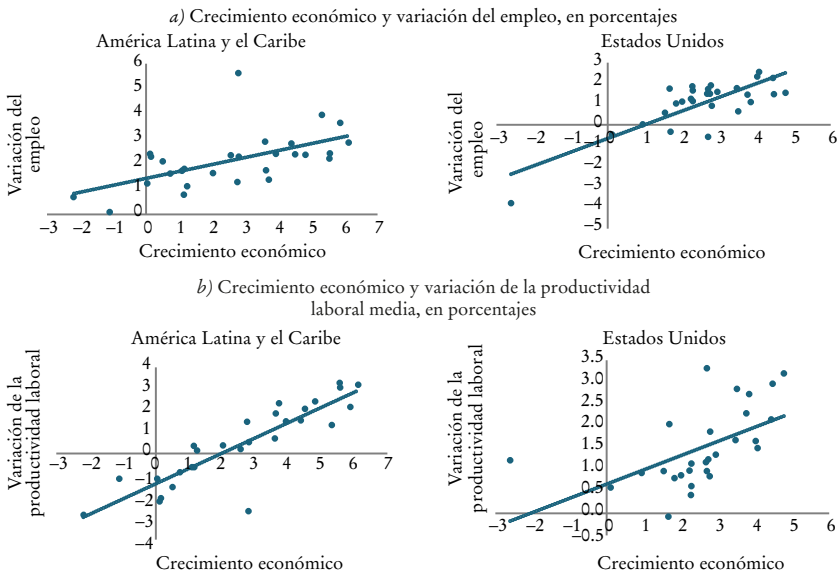 a) Crecimiento económico y variación del empleo, en porcentajes
América Latina y el Caribe
Variación del
empleo
6
5
4
3
2
1
0
−3 −2 −1 0 1 2 3 4 5 6 7
Crecimiento económico
Estados Unidos
Variación del
empleo
3
2
1
0
−1
−2
−3
−4
−5
−3 −2 −1 0 1 2 3 4 5 6
Crecimiento económico
b) Crecimiento económico y variación de la productividad
laboral media, en porcentajes
América Latina y el Caribe
Variación de la
productividad laboral
4
3
2
1
0
−1
−2
−3
−4
−3 −2 −1 0 1 2 3 4 5 6 7
Crecimiento económico
Estados Unidos
Variación de la
productividad laboral
3.5
3.0
2.5
2.0
1.5
1.0
0.5
0.0
−0.5
−3 −2 −1 0 1 2 3 4 5 6
Crecimiento económico